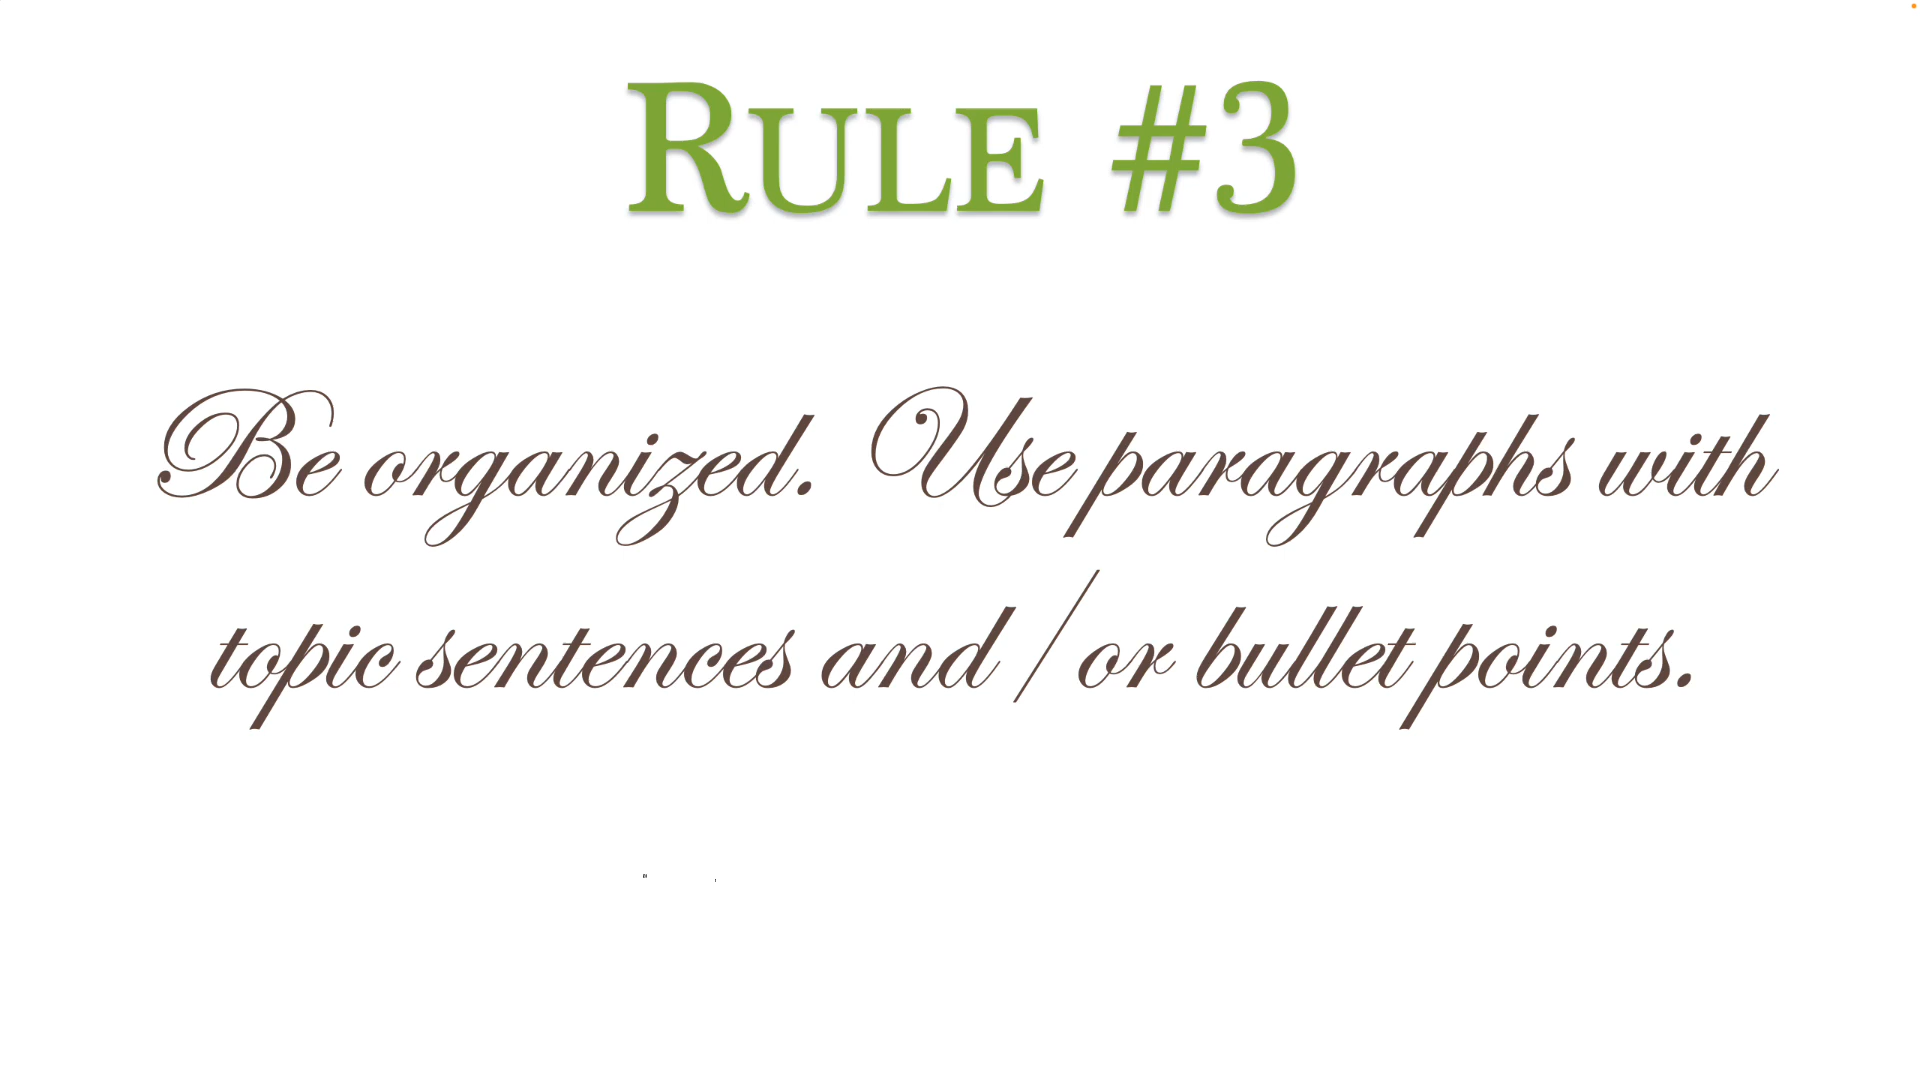 RULE #3
Be organized. Use paragraphs with
topic sentences and/or bullet points.